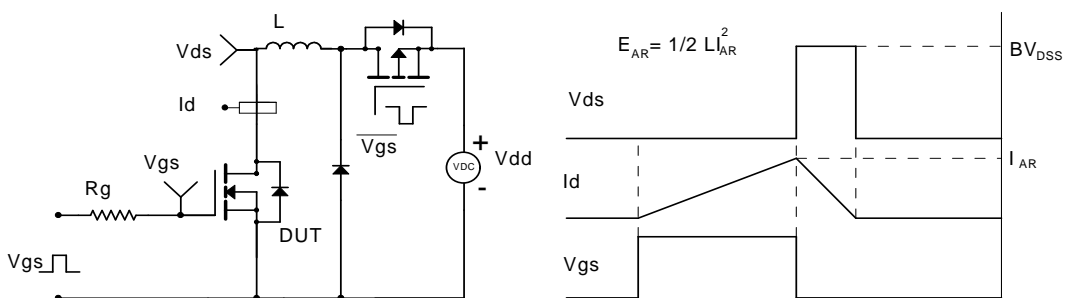 L
Vds
Id
Vgs
Rg
DUT
Vgs
Vgs
VDC
+
-
Vdd
E_AR= 1/2 LI_AR^2
Vds
BV_DSS
Id
I_AR
Vgs